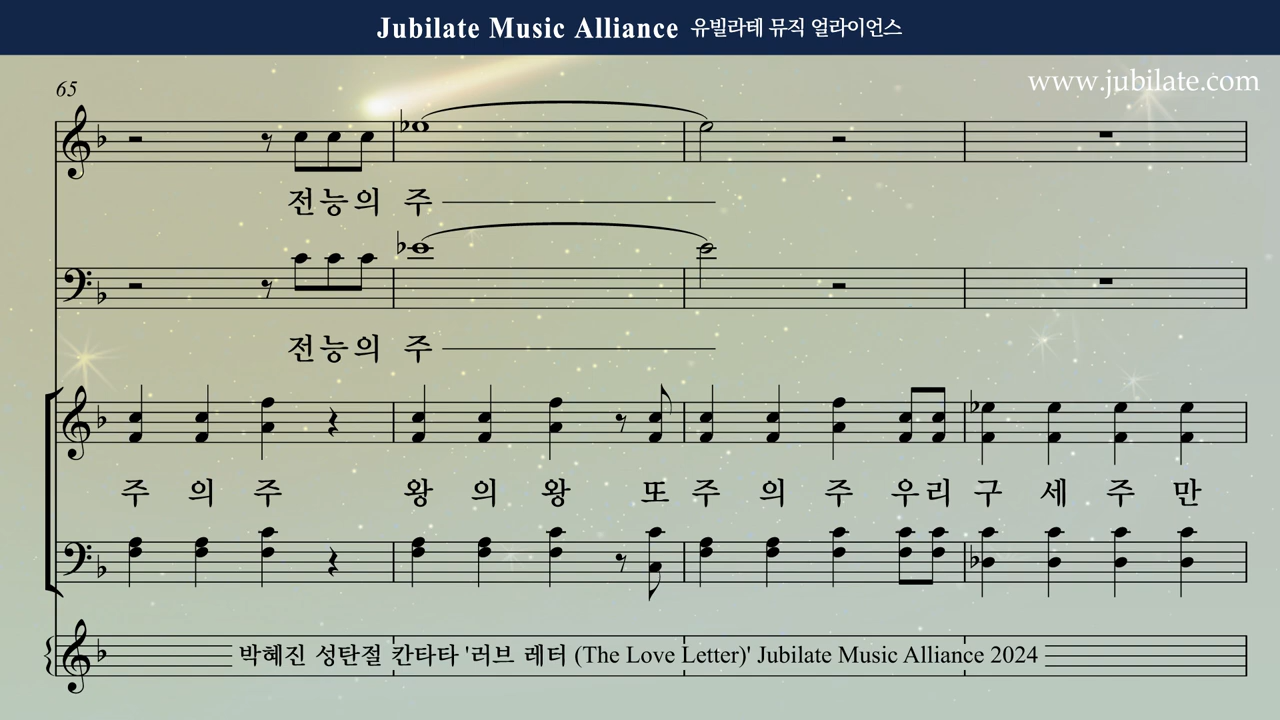 Jubilate Music Alliance 유빌라테 뮤직 얼라이언스
www.jubilate.com
65
전능의 주
전능의 주
주 의 주 왕 의 왕 또 주 의 주 우리 구 세 주 만
박혜진 성탄절 칸타타 '러브 레터 (The Love Letter)' Jubilate Music Alliance 2024